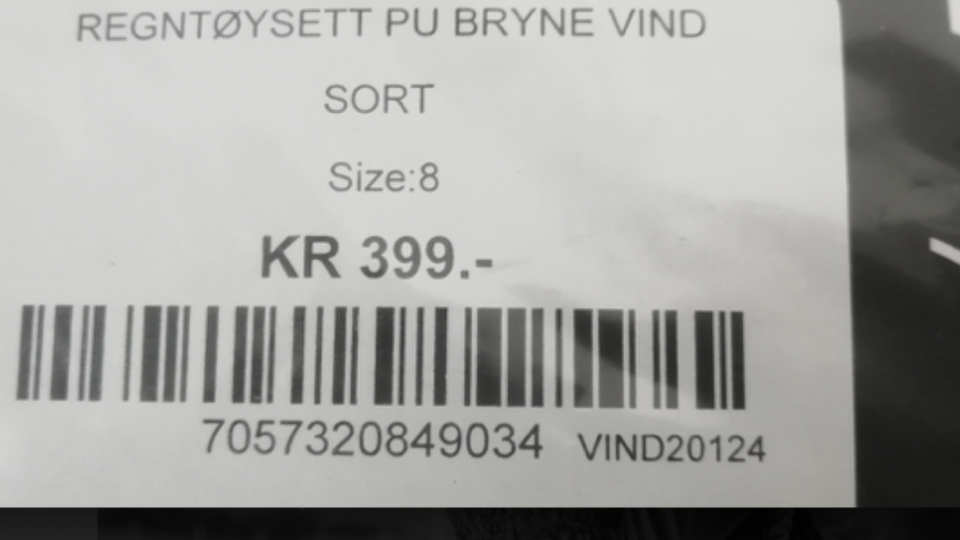 REGNTØYSETT PU BRYNE VIND
SORT
Size:8
KR 399.-
7057320849034 VIND20124